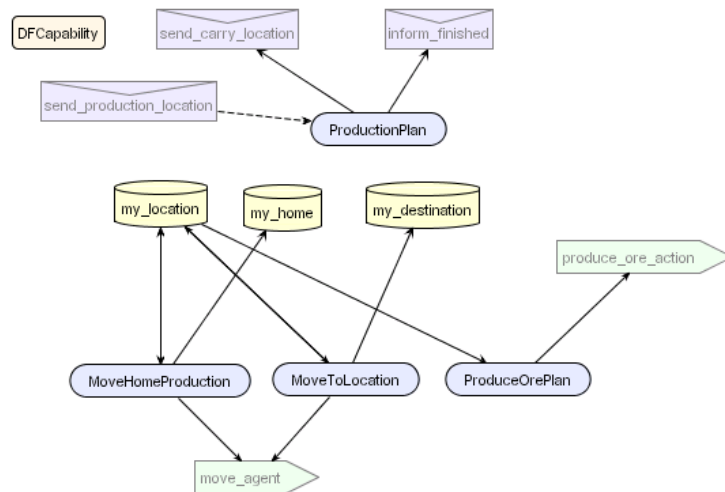 DFCapability
send_carry_location
inform_finished
send_production_location
ProductionPlan
my_location
my_home
my_destination
produce_ore_action
MoveHomeProduction
MoveToLocation
ProduceOrePlan
move_agent